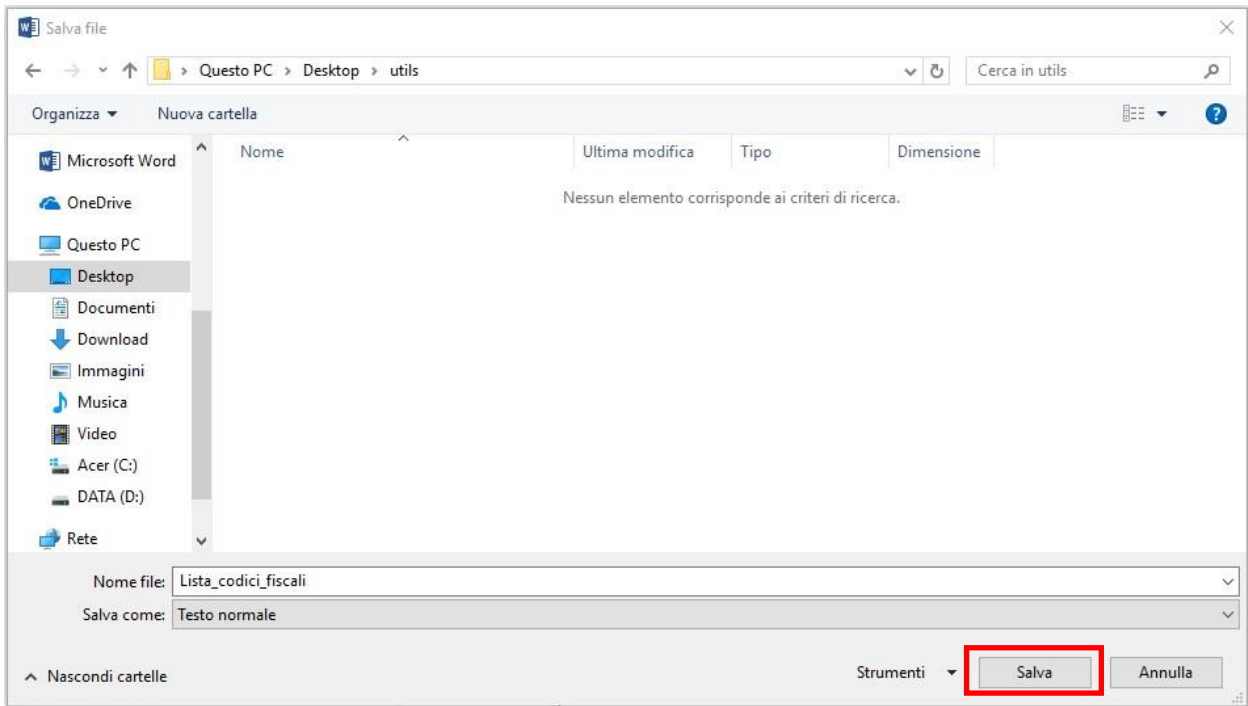 Salva file
Questo PC > Desktop > utils
Cerca in utils
Organizza
Nuova cartella
Nome
Ultima modifica
Tipo
Dimensione
Nessun elemento corrisponde ai criteri di ricerca.
Microsoft Word
OneDrive
Questo PC
Desktop
Documenti
Download
Immagini
Musica
Video
Acer (C:)
DATA (D:)
Rete
Nome file: Lista_codici_fiscali
Salva come: Testo normale
Nascondi cartelle
Strumenti
Salva
Annulla